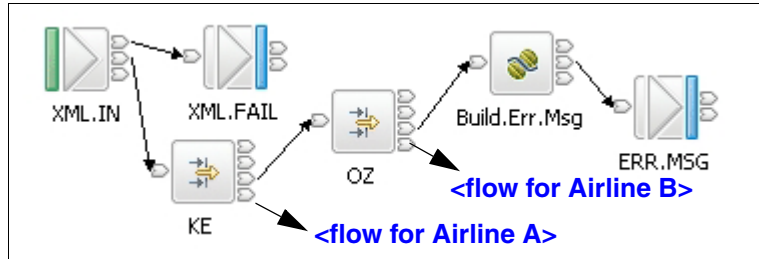 XML.IN
XML.FAIL
KE
OZ
Build.Err.Msg
ERR.MSG
<flow for Airline B>
<flow for Airline A>